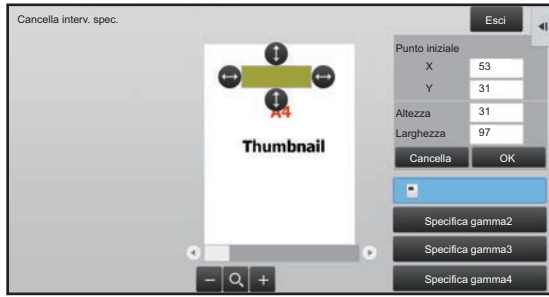 Cancella interv. spec.
Esci
Punto iniziale
X 53
Y 31
Altezza 31
Larghezza 97
Cancella OK
A4
Thumbnail
Specifica gamma2
Specifica gamma3
Specifica gamma4